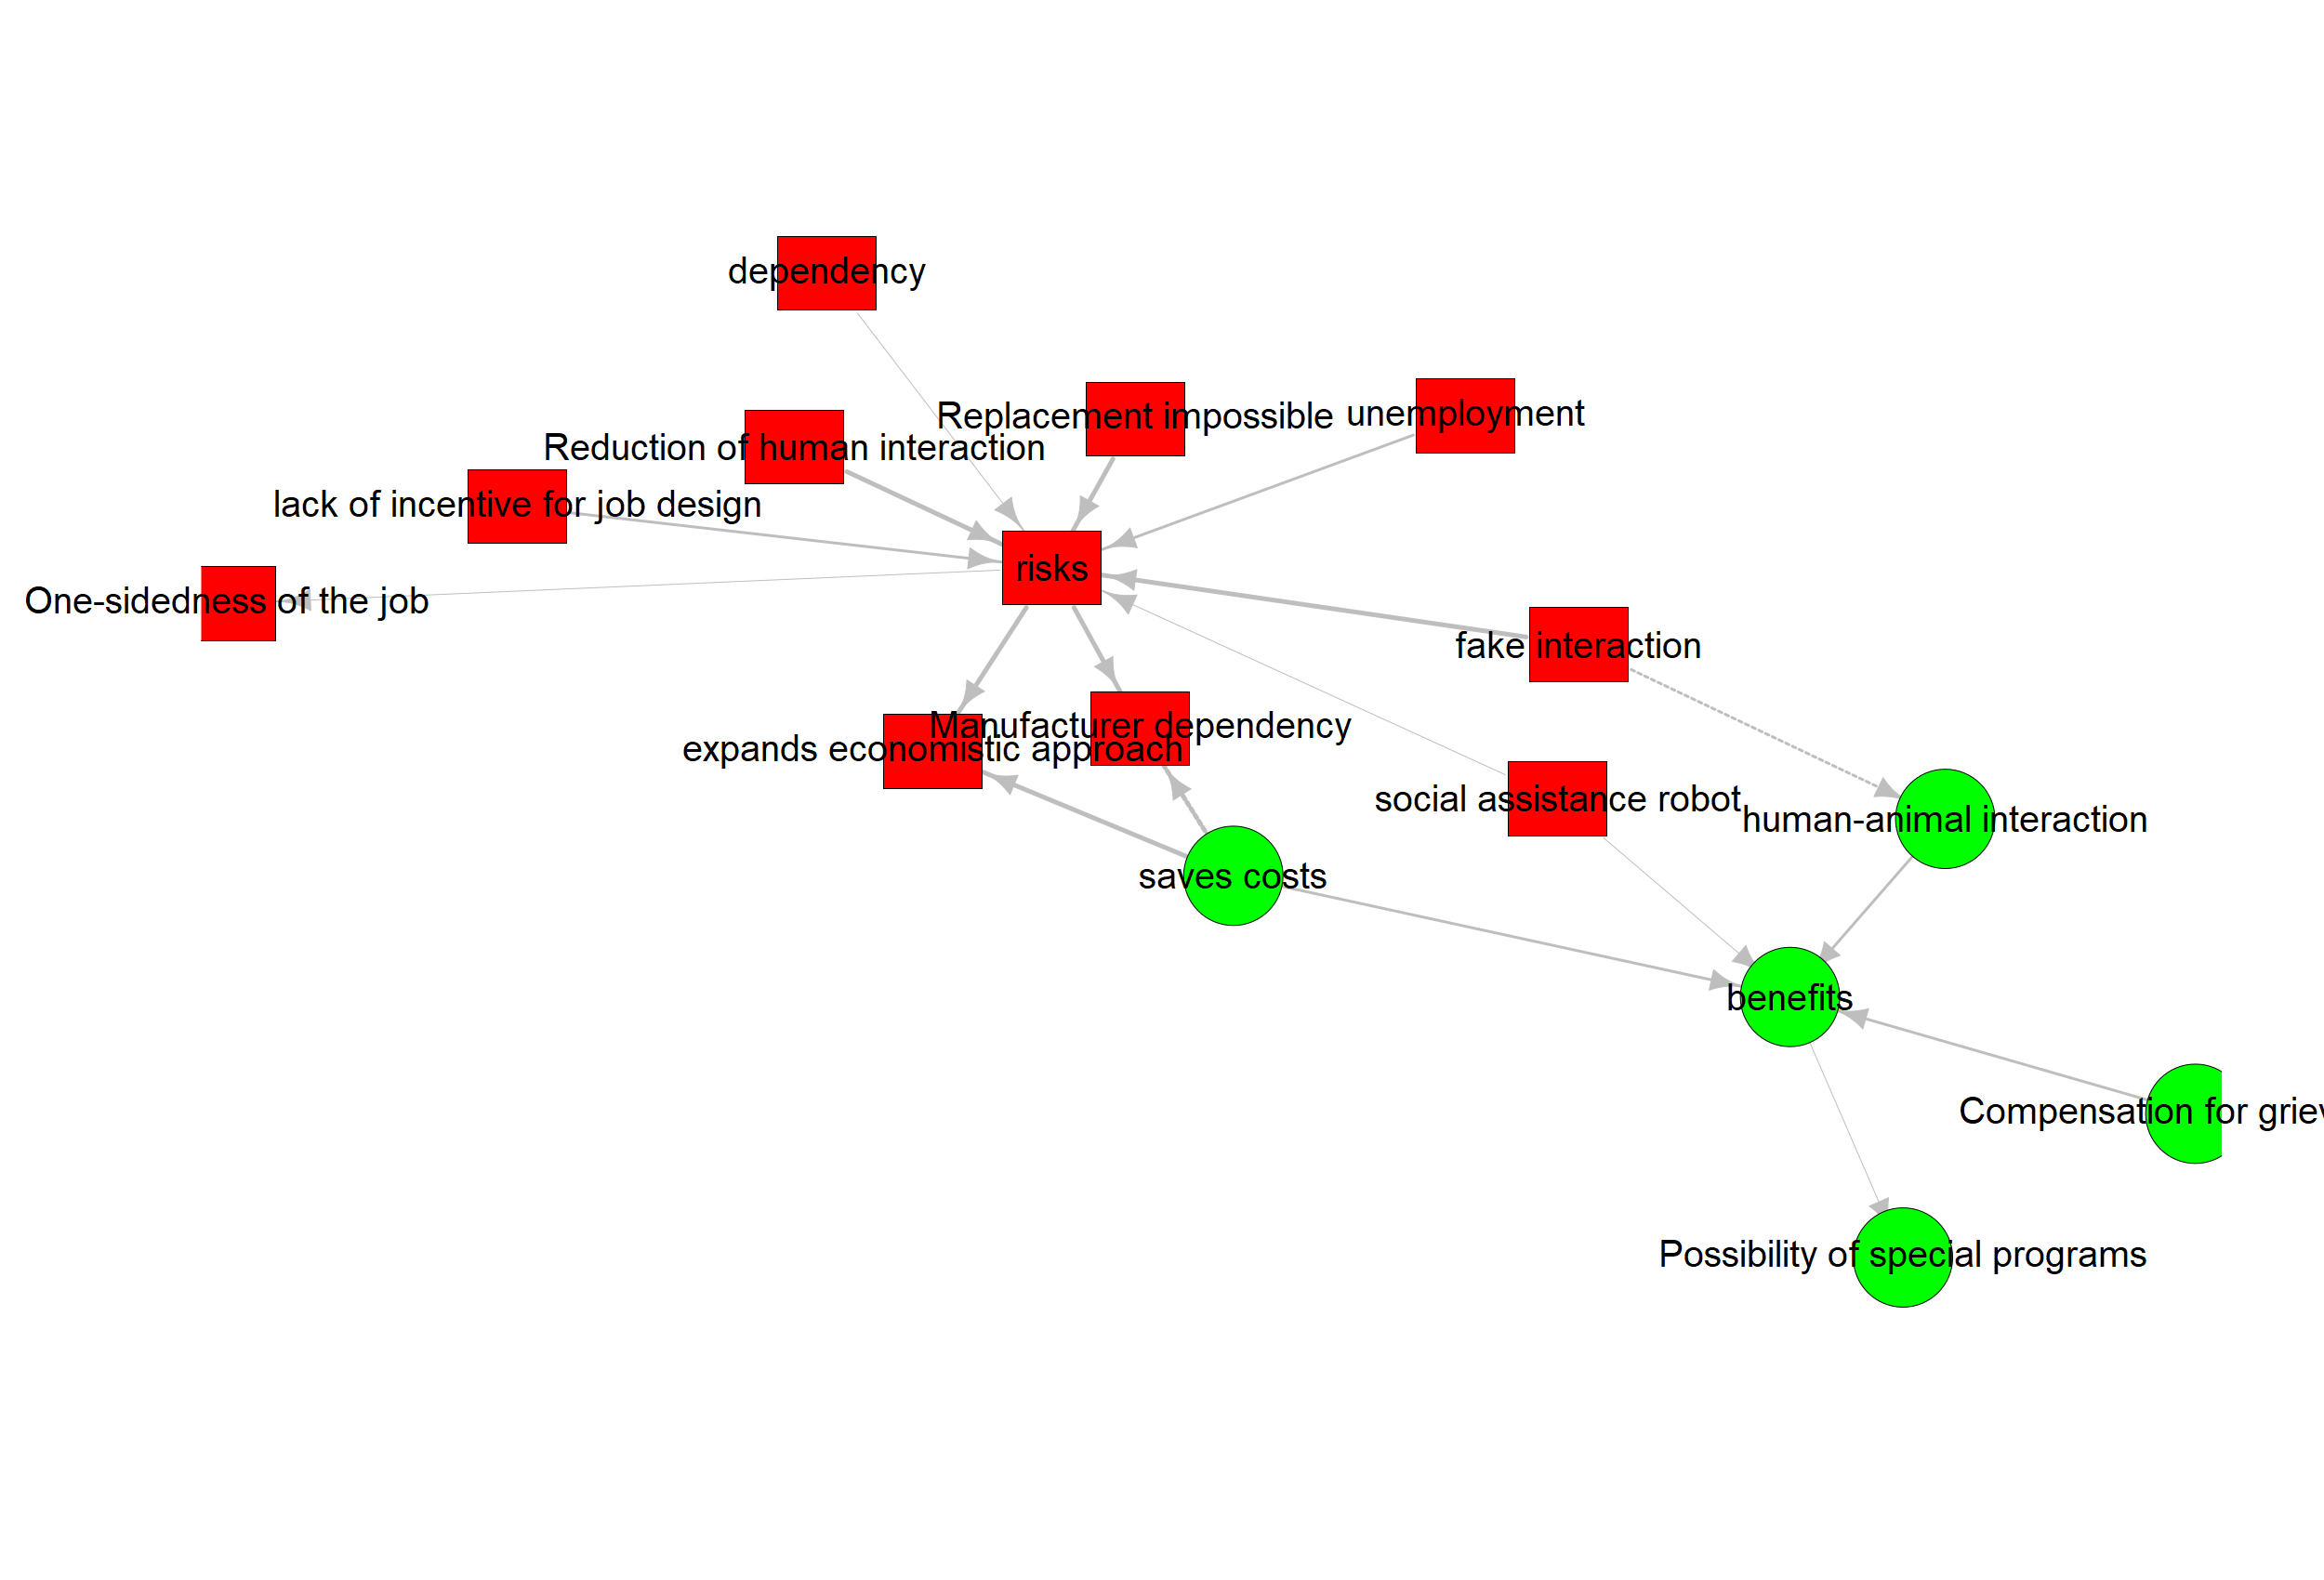 dependency
Replacement impossible
unemployment
Reduction of human interaction
lack of incentive for job design
risks
One-sidedness of the job
fake interaction
Manufacturer dependency
expands economistic approach
social assistance robot
human-animal interaction
saves costs
benefits
Compensation for
Possibility of special programs